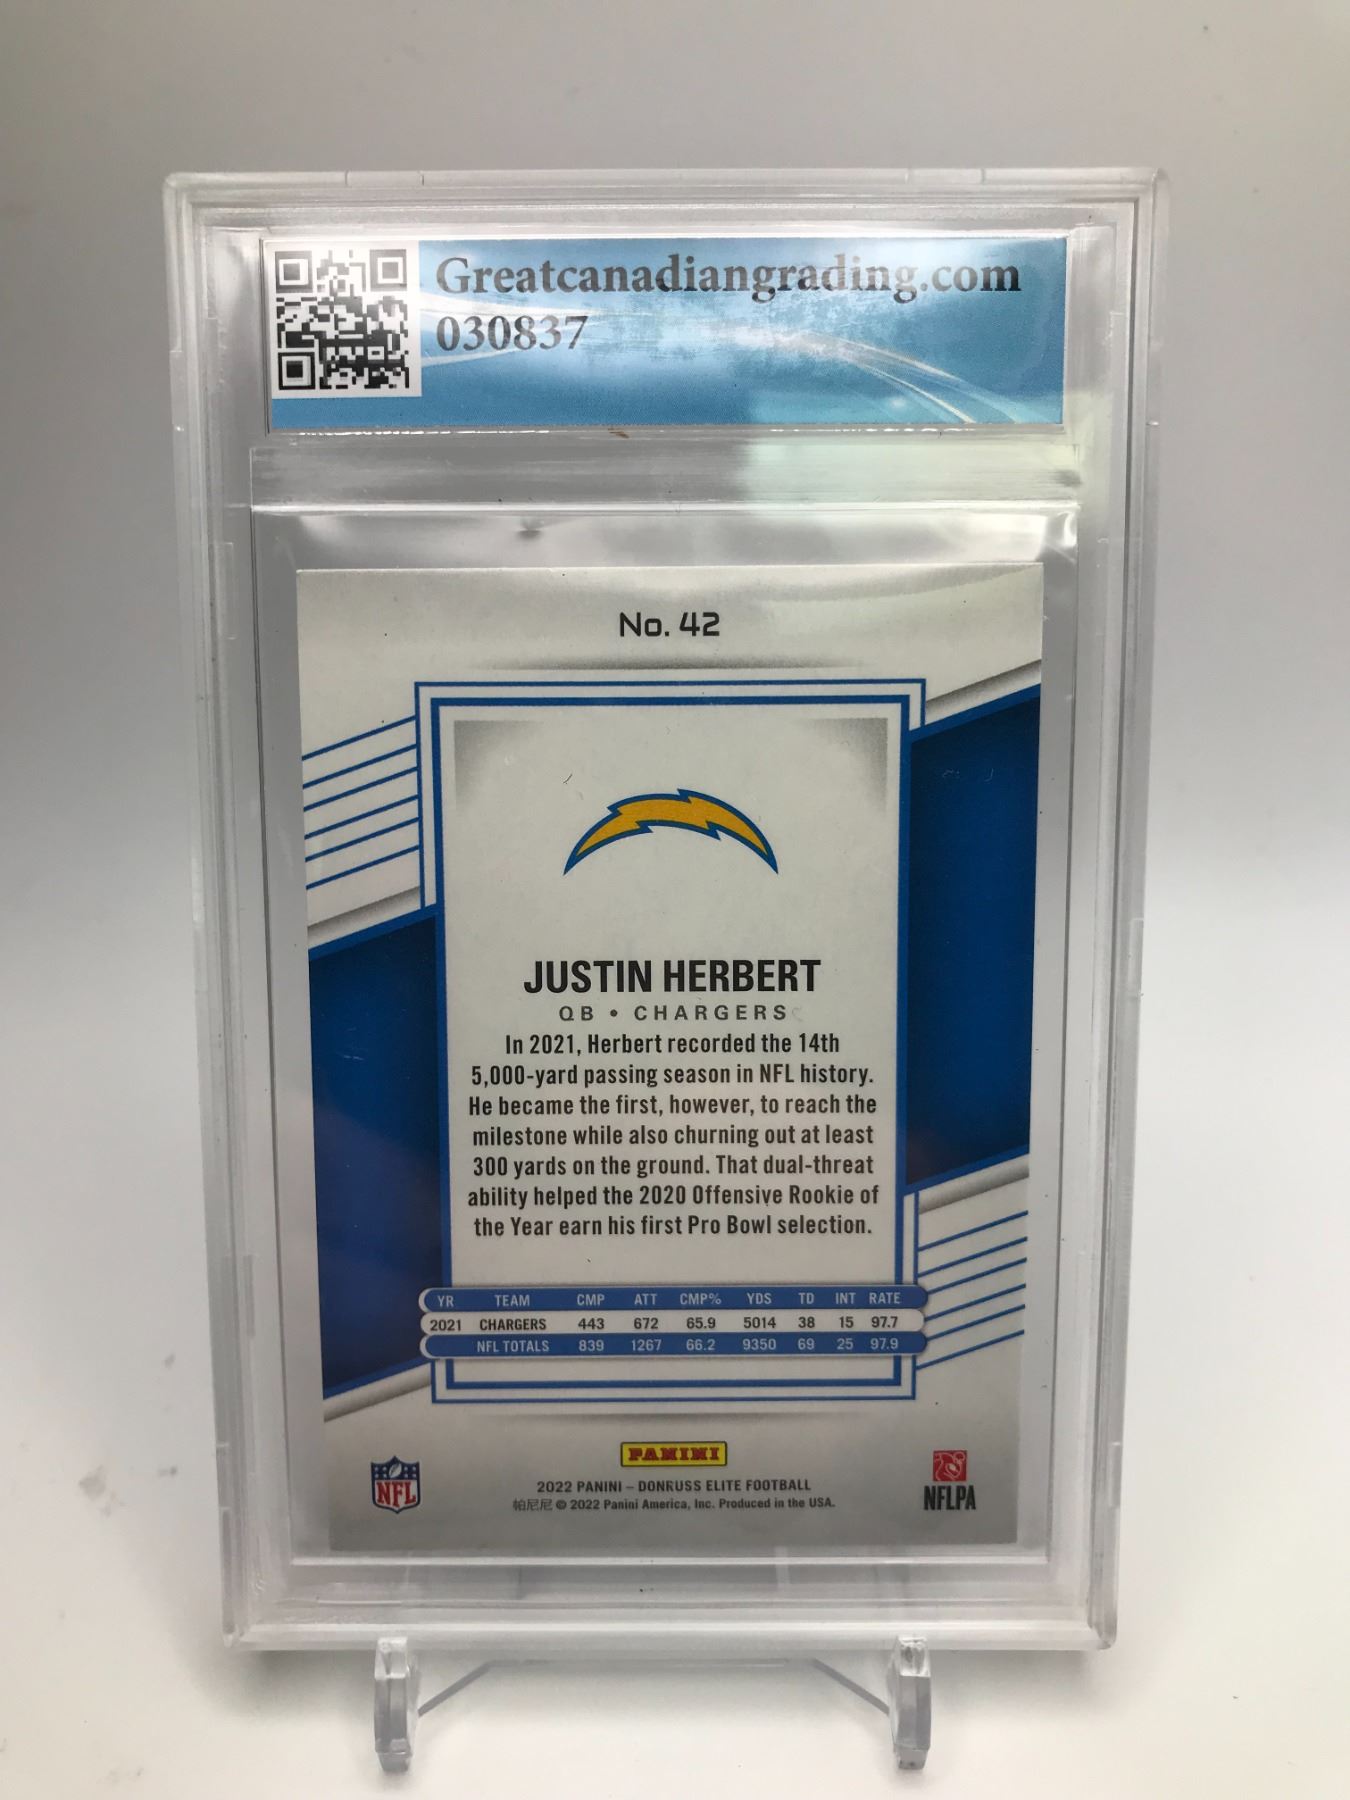 Greatcanadiangrading.com
030837
No. 42
JUSTIN HERBERT
QB • CHARGERS
In 2021, Herbert recorded the 14th
5,000-yard passing season in NFL history.
He became the first, however, to reach the
milestone while also churning out at least
300 yards on the ground. That dual-threat
ability helped the 2020 Offensive Rookie of
the Year earn his first Pro Bowl selection.
YR TEAM CMP ATT CMP% YDS TD INT RATE
2021 CHARGERS 443 672 65.9 5014 38 15 97.7
NFL TOTALS 839 1267 66.2 9350 69 25 97.9
PANINI
2022 PANINI – DONRUSS ELITE FOOTBALL
帕尼尼 © 2022 Panini America, Inc. Produced in the USA.
NFL
NFLPA